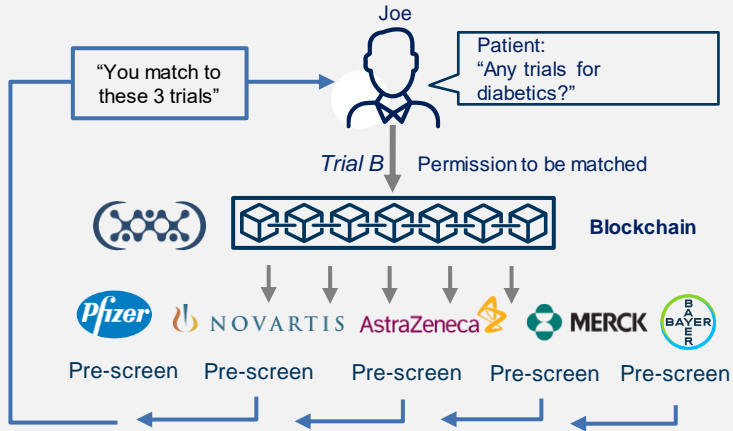 Joe
“You match to
these 3 trials”
Patient:
“Any trials for
diabetics?”
Trial B
Permission to be matched
Blockchain
Pfizer
NOVARTIS
AstraZeneca
MERCK
BAYER
BAYER
Pre-screen
Pre-screen
Pre-screen
Pre-screen
Pre-screen